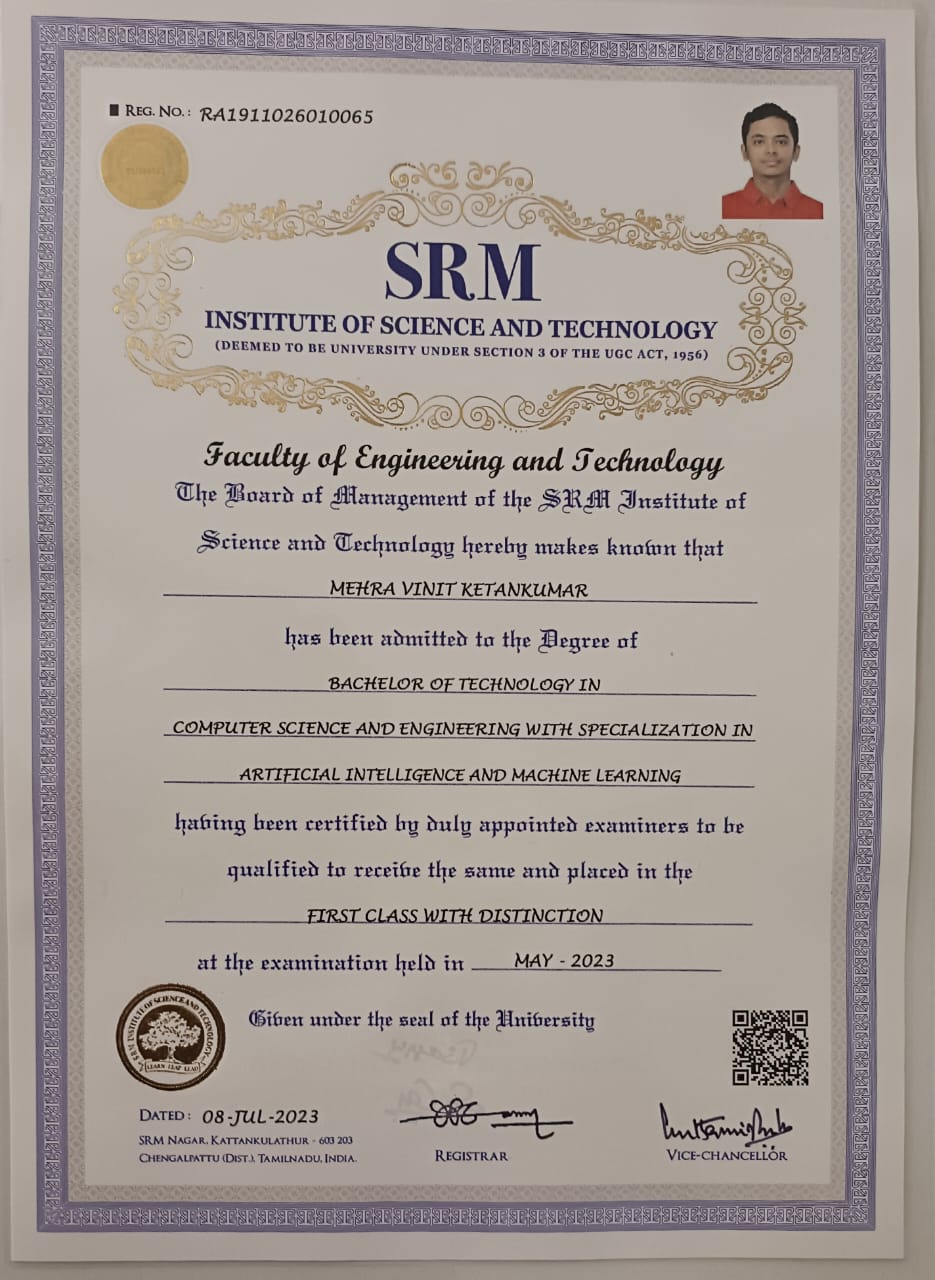 REG. NO.: RA1911026010065
SRM
INSTITUTE OF SCIENCE AND TECHNOLOGY
(DEEMED TO BE UNIVERSITY UNDER SECTION 3 OF THE UGC ACT, 1956)
Faculty of Engineering and Technology
The Board of Management of the SRM Institute of
Science and Technology hereby makes known that
MEHRA VINIT KETANKUMAR
has been admitted to the Degree of
BACHELOR OF TECHNOLOGY IN
COMPUTER SCIENCE AND ENGINEERING WITH SPECIALIZATION IN
ARTIFICIAL INTELLIGENCE AND MACHINE LEARNING
having been certified by duly appointed examiners to be
qualified to receive the same and placed in the
FIRST CLASS WITH DISTINCTION
at the examination held in MAY - 2023
Given under the seal of the University
SRM INSTITUTE OF SCIENCE AND TECHNOLOGY
LEARN LEAP LEAD
DATED: 08-JUL-2023
SRM NAGAR, KATTANKULATHUR - 603 203
CHENGALPATTU (DIST.), TAMILNADU, INDIA.
REGISTRAR
VICE-CHANCELLOR